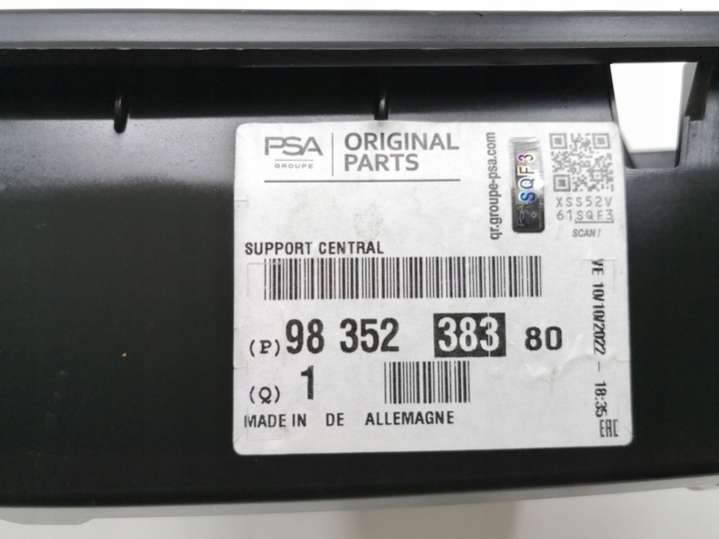 PSA
GROUPE
ORIGINAL
PARTS
qr.groupe-psa.com
SQF3
XSS52V
61SQF3
SCAN!
SUPPORT CENTRAL
(P) 98 352 383 80
(Q) 1
MADE IN DE ALLEMAGNE
VE 10/10/2022 - 18:35
EAC